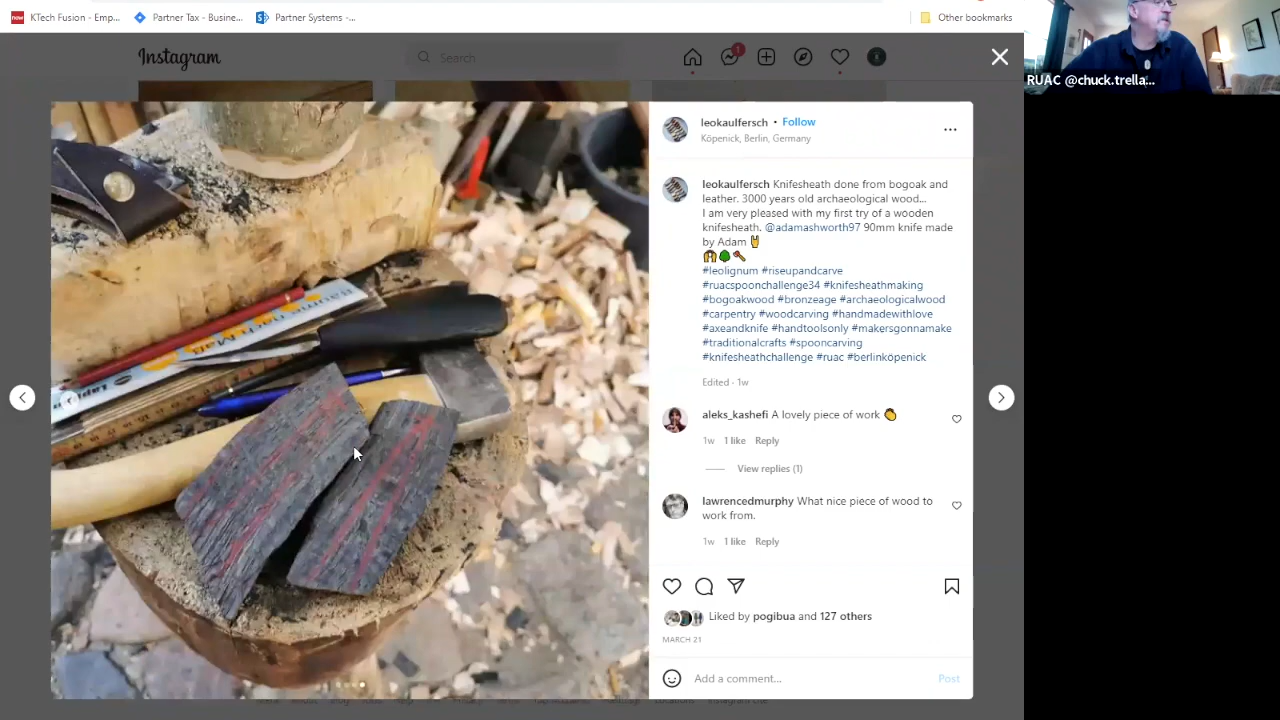 KTech Fusion - Emp...
Partner Tax - Busine...
Partner Systems -...
Other bookmarks
Instagram
Search
1
RUAC @chuck.trella...
leokaulfersch • Follow
Köpenick, Berlin, Germany
leokaulfersch Knifesheath done from bogoak and
leather. 3000 years old archaeological wood...
I am very pleased with my first try of a wooden
knifesheath. @adamashworth97 90mm knife made
by Adam 🤘
🙌🌳🪓
#leolignum #riseupandcarve
#ruacspoonchallenge34 #knifesheathmaking
#bogoakwood #bronzeage #archaeologicalwood
#carpentry #woodcarving #handmadewithlove
#axeandknife #handtoolsonly #makersgonnamake
#traditionalcrafts #spooncarving
#knifesheathchallenge #ruac #berlinköpenick
Edited · 1w
aleks_kashefi A lovely piece of work 👏
1w 1 like Reply
View replies (1)
lawrencedmurphy What nice piece of wood to
work from.
1w 1 like Reply
Liked by pogibua and 127 others
MARCH 21
Add a comment...
Post